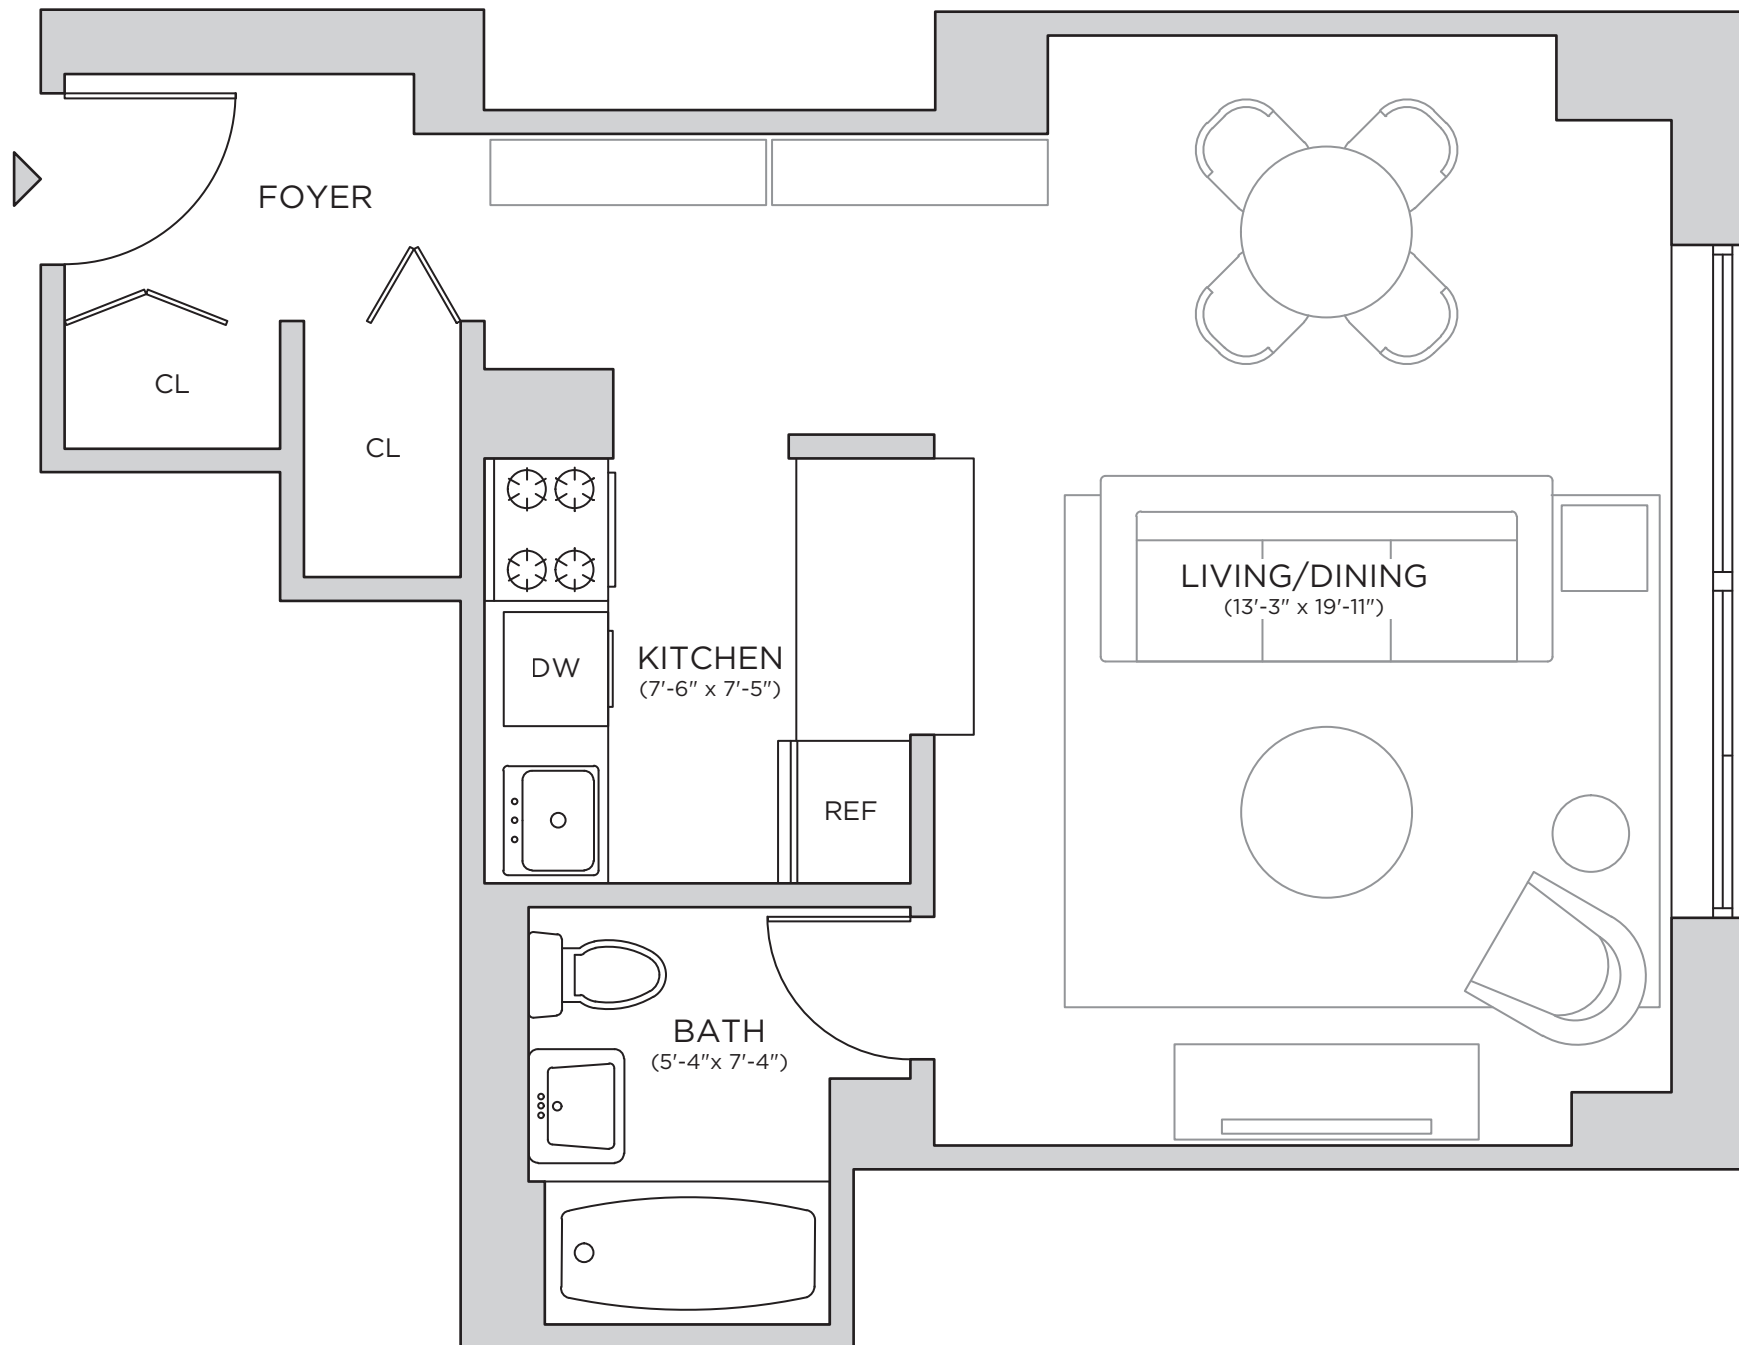 FOYER
CL
CL
LIVING/DINING
(13'-3" x 19'-11")
DW
KITCHEN
(7'-6" x 7'-5")
REF
BATH
(5'-4"x 7'-4")